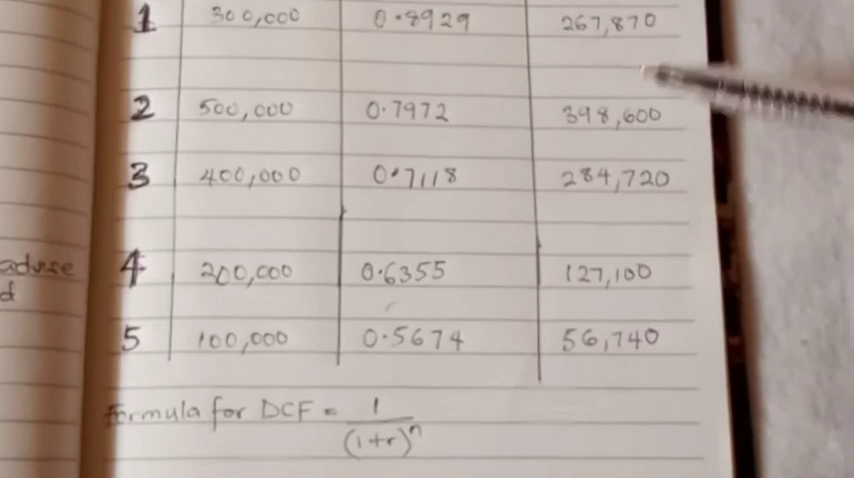 1 300,000 0.8929 267,870
2 500,000 0.7972 398,600
3 400,000 0.7118 284,720
4 200,000 0.6355 127,100
5 100,000 0.5674 56,740
d
Formula for DCF = 1/(1+r)^n